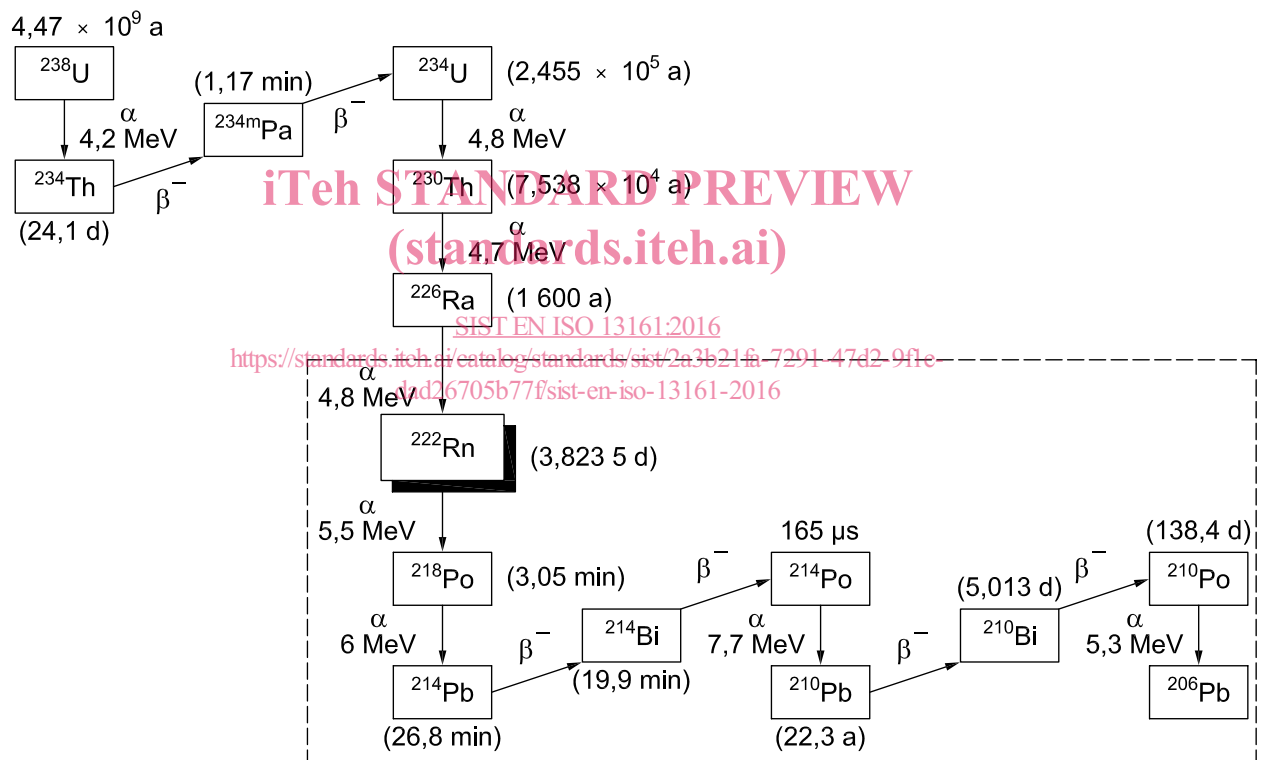 4,47 × 10⁹ a
²³⁸U
α
4,2 MeV
²³⁴Th
(24,1 d)
β⁻
(1,17 min)
²³⁴ᵐPa
β⁻
²³⁴U
(2,455 × 10⁵ a)
α
4,8 MeV
²³⁰Th
(7,538 × 10⁴ a)
iTeh STANDARD PREVIEW
(standards.iteh.ai)
α
4,7 MeV
²²⁶Ra
(1 600 a)
SIST EN ISO 13161:2016
https://standards.iteh.ai/catalog/standards/sist/2a3b21fa-7291-47d2-9f1e-
dad26705b77f/sist-en-iso-13161-2016
α
4,8 MeV
²²²Rn
(3,823 5 d)
α
5,5 MeV
²¹⁸Po
(3,05 min)
α
6 MeV
²¹⁴Pb
(26,8 min)
β⁻
²¹⁴Bi
(19,9 min)
β⁻
165 µs
²¹⁴Po
α
7,7 MeV
²¹⁰Pb
(22,3 a)
β⁻
(5,013 d)
²¹⁰Bi
β⁻
(138,4 d)
²¹⁰Po
α
5,3 MeV
²⁰⁶Pb